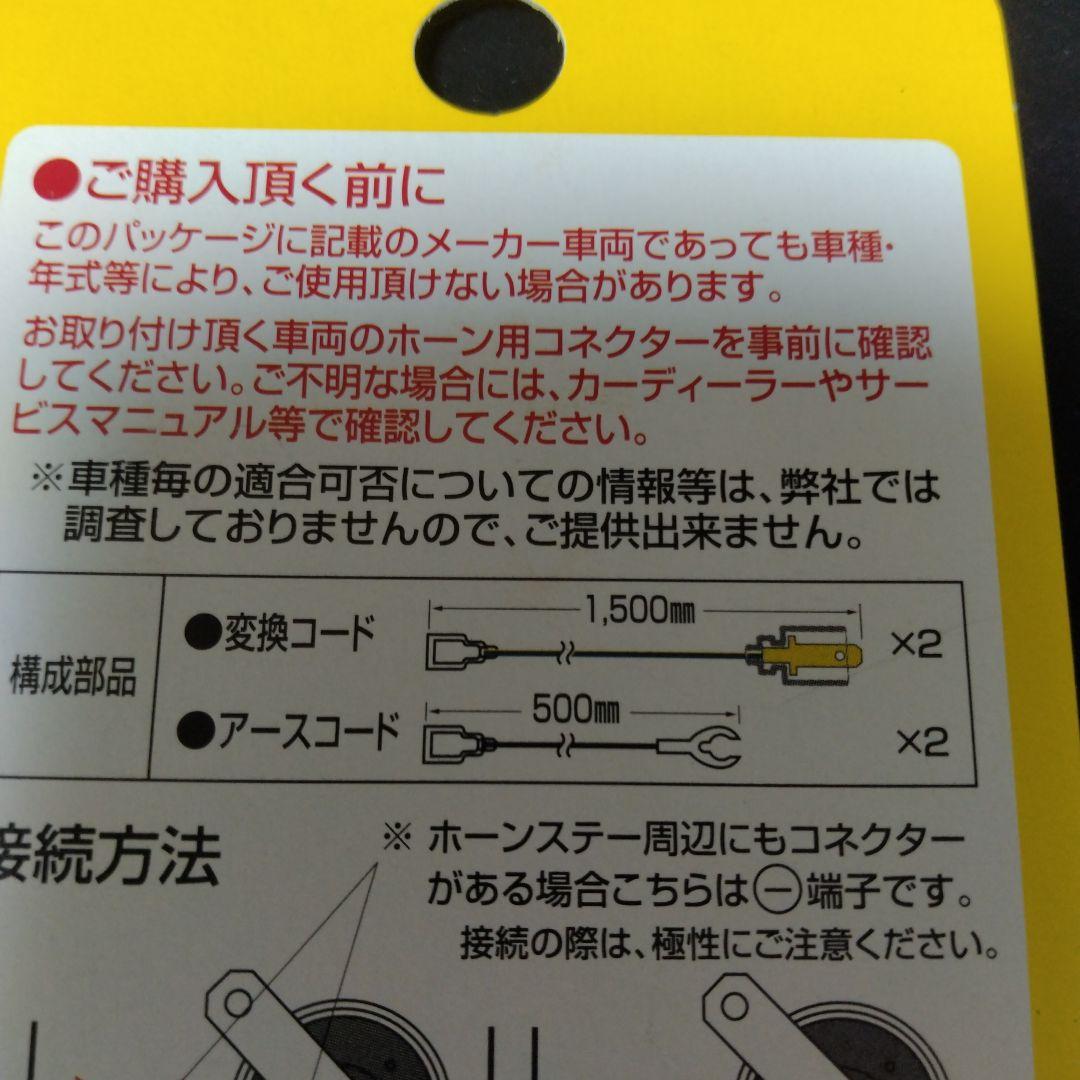 ●ご購入頂く前に
このパッケージに記載のメーカー車両であっても車種・
年式等により、ご使用頂けない場合があります。
お取り付け頂く車両のホーン用コネクターを事前に確認
してください。ご不明な場合には、カーディーラーやサー
ビスマニュアル等で確認してください。
※車種毎の適合可否についての情報等は、弊社では
調査しておりませんので、ご提供出来ません。
構成部品
●変換コード 1,500㎜ ×2
●アースコード 500㎜ ×2
接続方法
※ ホーンステー周辺にもコネクター
がある場合こちらは⊖端子です。
接続の際は、極性にご注意ください。